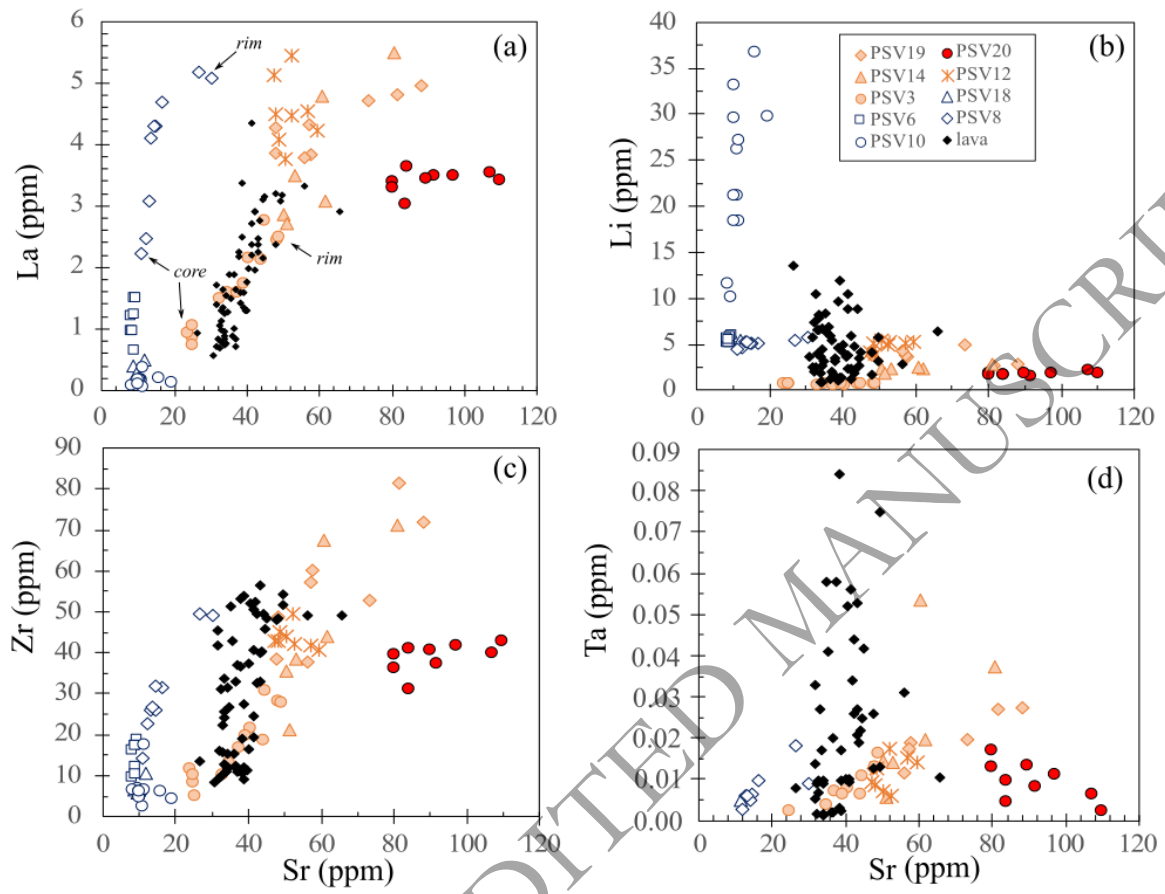 (a)
6
5
4
3
2
1
0
La (ppm)
rim
core
rim
0 20 40 60 80 100 120
(b)
40
35
30
25
20
15
10
5
0
Li (ppm)
PSV19 PSV20
PSV14 PSV12
PSV3 PSV18
PSV6 PSV8
PSV10 lava
0 20 40 60 80 100 120
(c)
90
80
70
60
50
40
30
20
10
0
Zr (ppm)
0 20 40 60 80 100 120
Sr (ppm)
(d)
0.09
0.08
0.07
0.06
0.05
0.04
0.03
0.02
0.01
0.00
Ta (ppm)
0 20 40 60 80 100 120
Sr (ppm)
EDITED MANUSCRI